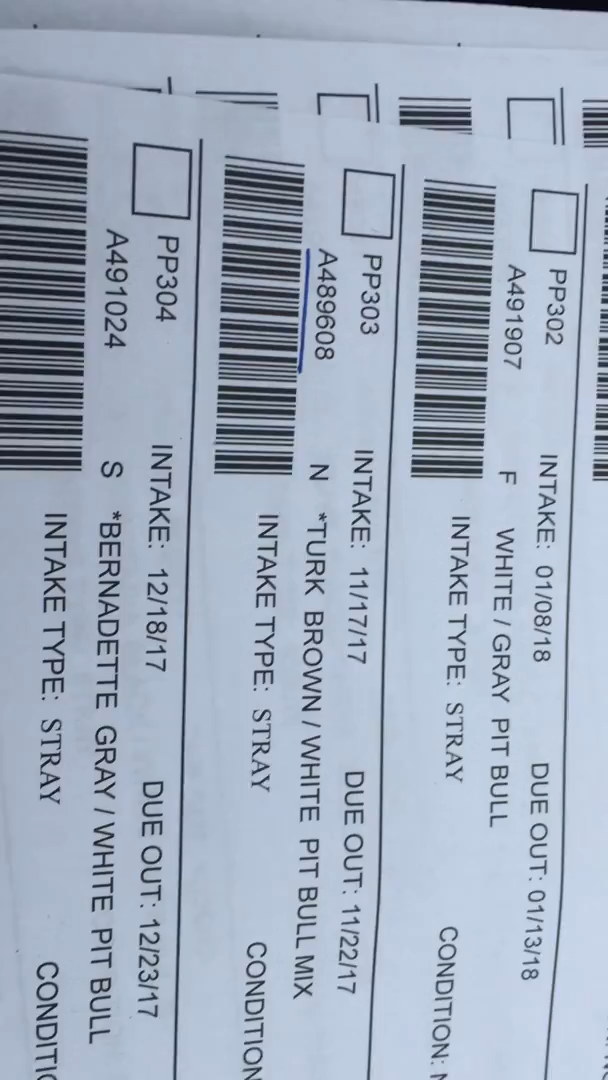 PP302 INTAKE: 01/08/18 DUE OUT: 01/13/18
A491907 F WHITE / GRAY PIT BULL
INTAKE TYPE: STRAY CONDITION:
PP303 INTAKE: 11/17/17 DUE OUT: 11/22/17
A489608 N *TURK BROWN / WHITE PIT BULL MIX
INTAKE TYPE: STRAY CONDITION
PP304 INTAKE: 12/18/17 DUE OUT: 12/23/17
A491024 S *BERNADETTE GRAY / WHITE PIT BULL
INTAKE TYPE: STRAY CONDITIO